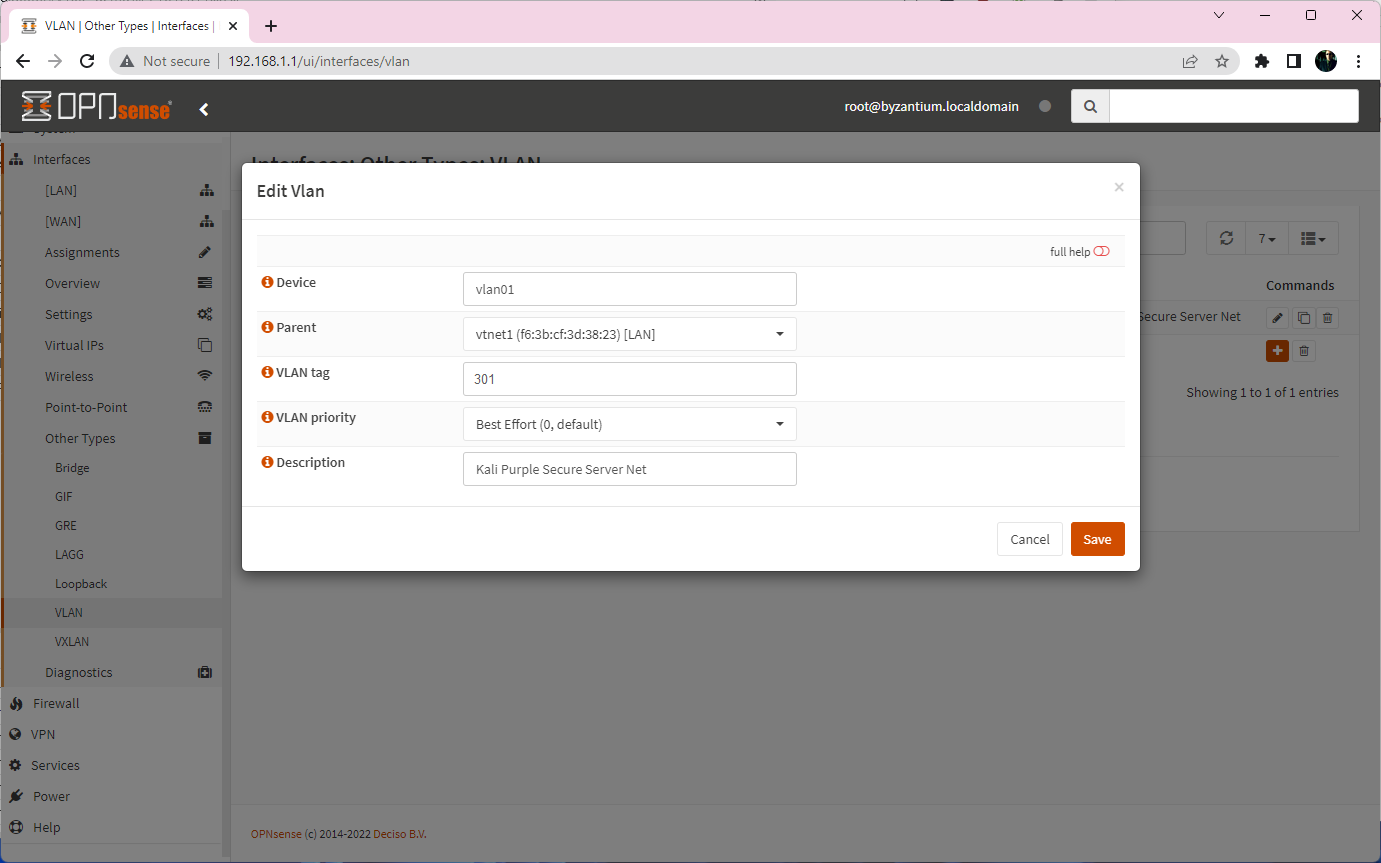 VLAN | Other Types | Interfaces |
Not secure
192.168.1.1/ui/interfaces/vlan
OPNsense
root@byzantium.localdomain
System
Interfaces
[LAN]
[WAN]
Assignments
Overview
Settings
Virtual IPs
Wireless
Point-to-Point
Other Types
Bridge
GIF
GRE
LAGG
Loopback
VLAN
VXLAN
Diagnostics
Firewall
VPN
Services
Power
Help
Interfaces: Other Types: VLAN
Edit Vlan
×
full help
Device
vlan01
Parent
vtnet1 (f6:3b:cf:3d:38:23) [LAN]
VLAN tag
301
VLAN priority
Best Effort (0, default)
Description
Kali Purple Secure Server Net
Cancel
Save
7
Commands
Secure Server Net
Showing 1 to 1 of 1 entries
OPNsense (c) 2014-2022 Deciso B.V.